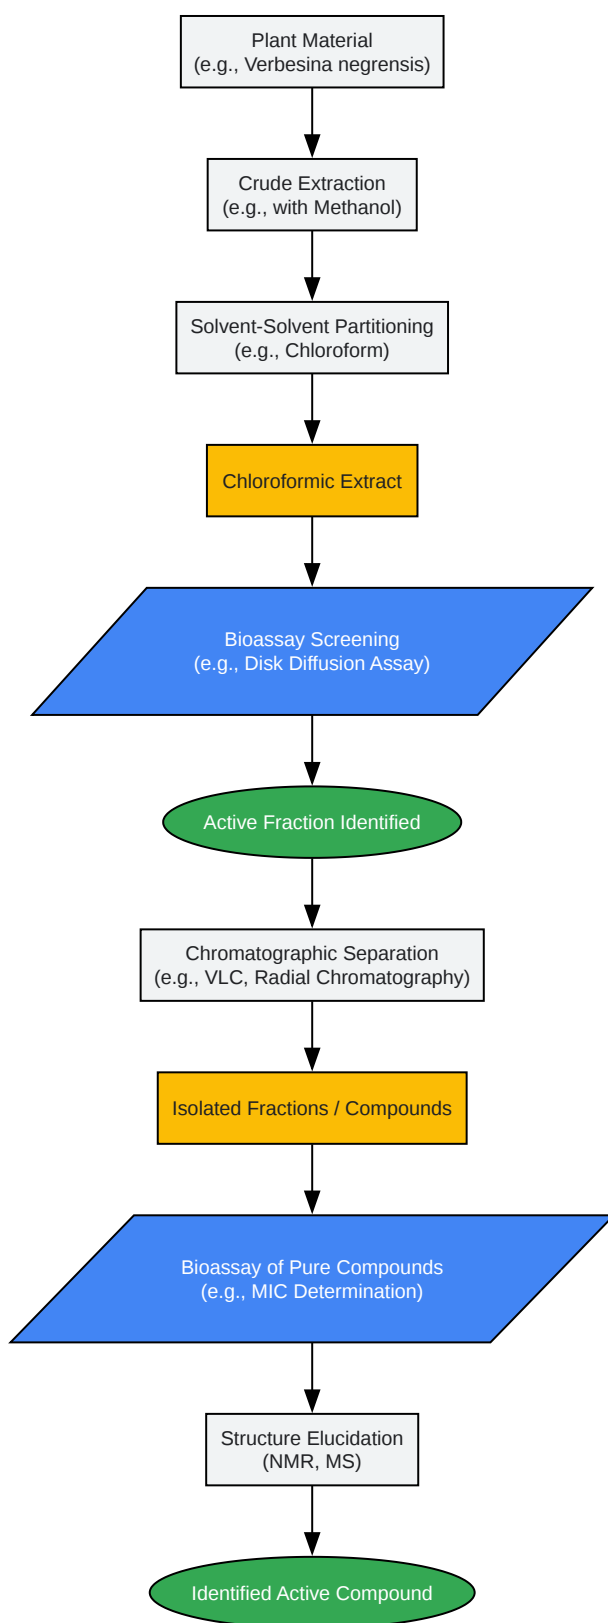 Plant Material
(e.g., Verbesina negrensis)
Crude Extraction
(e.g., with Methanol)
Solvent-Solvent Partitioning
(e.g., Chloroform)
Chloroformic Extract
Bioassay Screening
(e.g., Disk Diffusion Assay)
Active Fraction Identified
Chromatographic Separation
(e.g., VLC, Radial Chromatography)
Isolated Fractions / Compounds
Bioassay of Pure Compounds
(e.g., MIC Determination)
Structure Elucidation
(NMR, MS)
Identified Active Compound